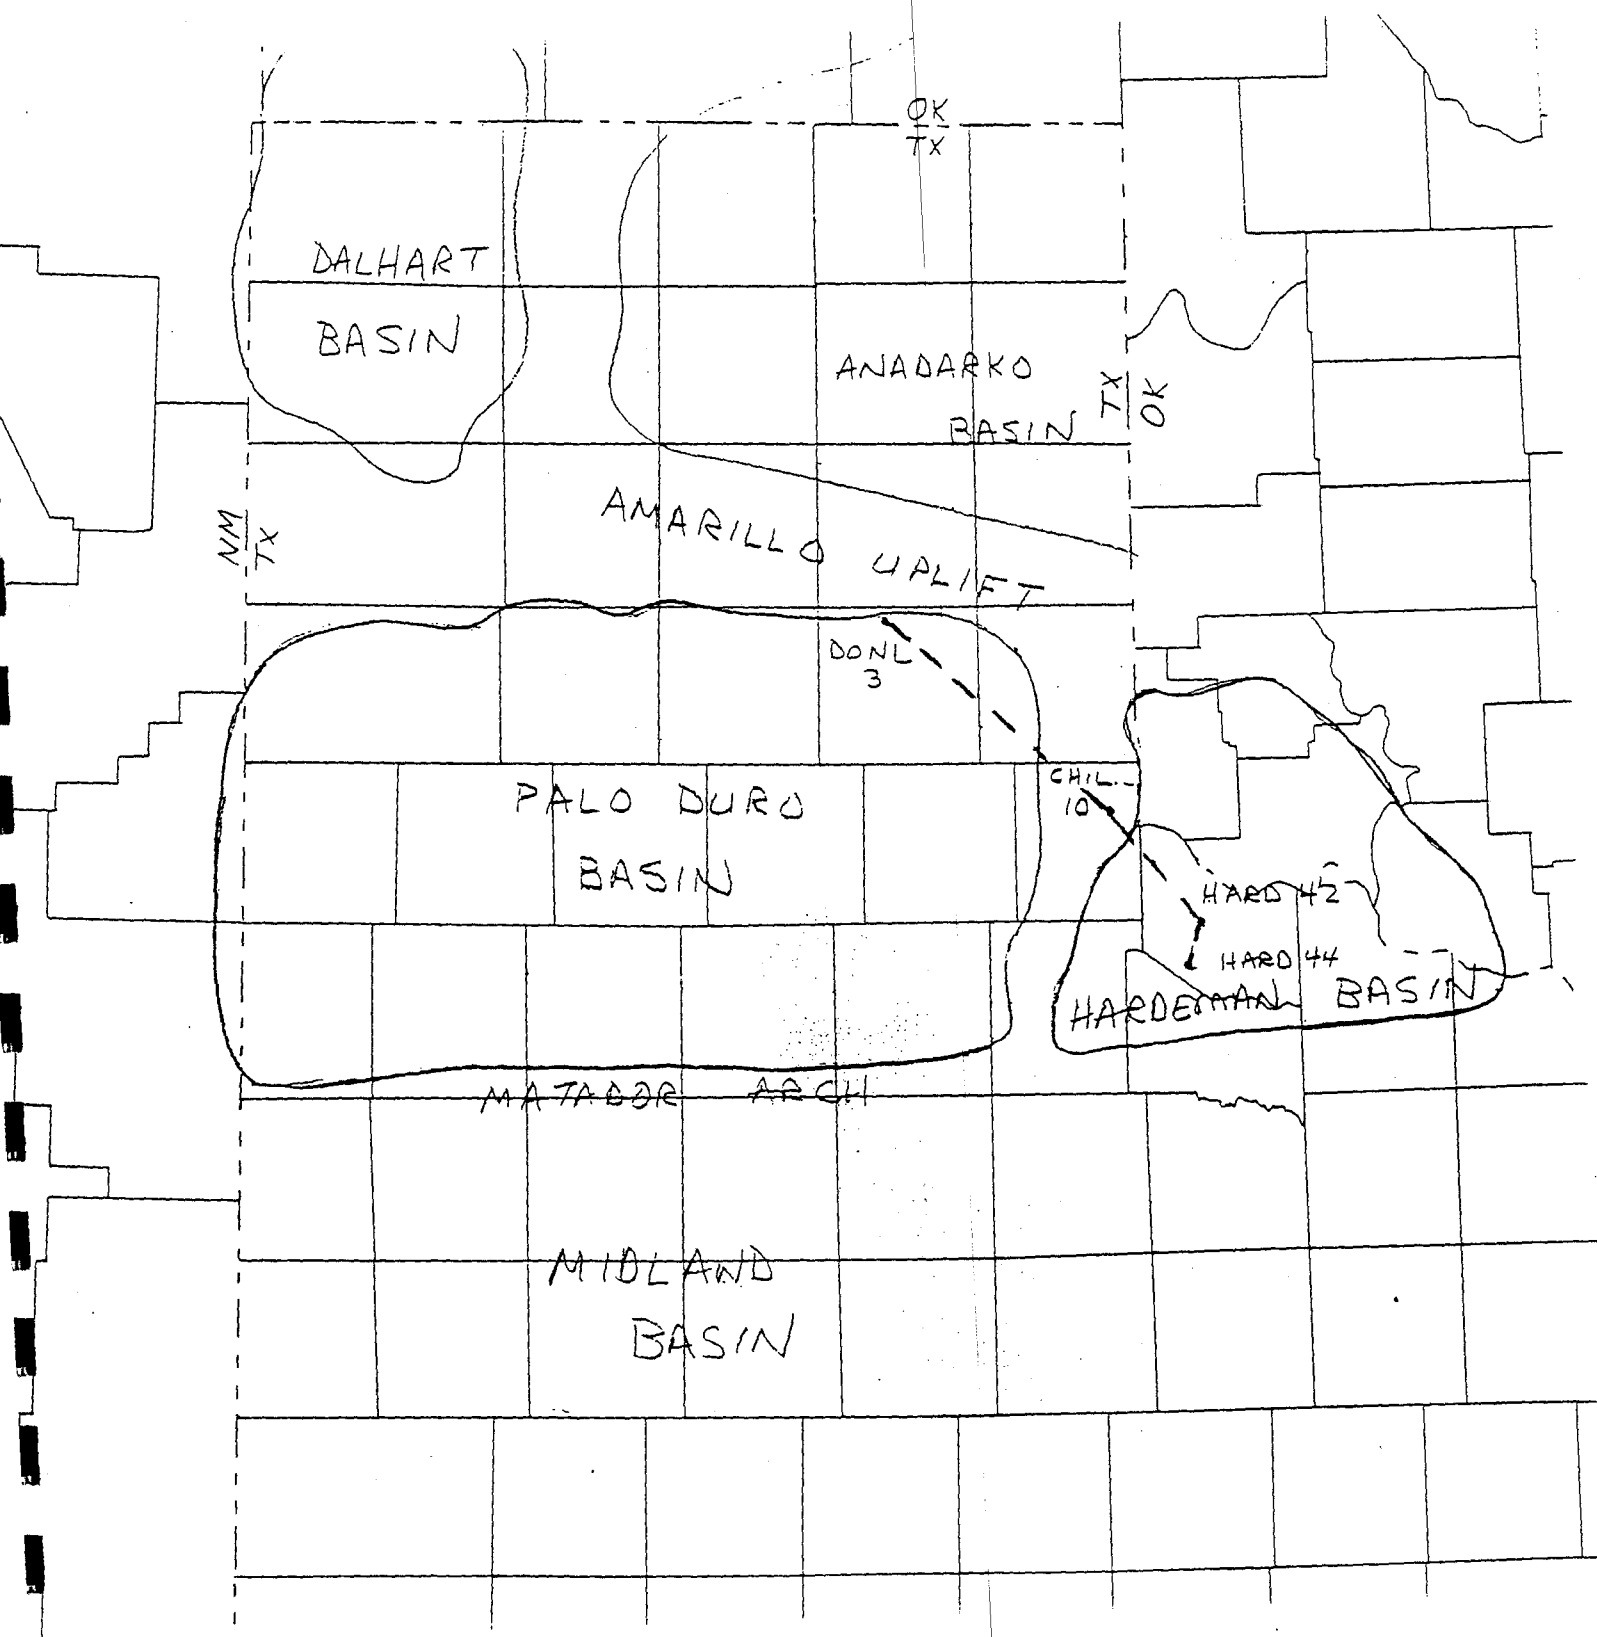 OK
TX
DALHART
BASIN
ANADARKO
BASIN
TX
OK
AMARILLO UPLIFT
NM
TX
DONL
3
CHIL.
10
PALO DURO
BASIN
HARD 42
HARD 44
HARDEMAN BASIN
MATADOR ARCH
MIDLAND
BASIN